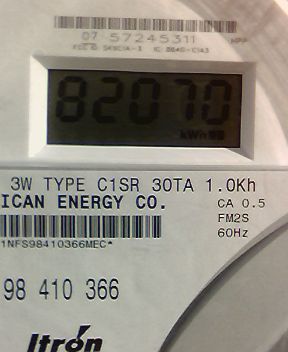 07 57245311
82070
kWh
3W TYPE C1SR 30TA 1.0Kh
ICAN ENERGY CO.
CA 0.5
FM2S
60Hz
1NFS98410366MEC*
98 410 366
Itron